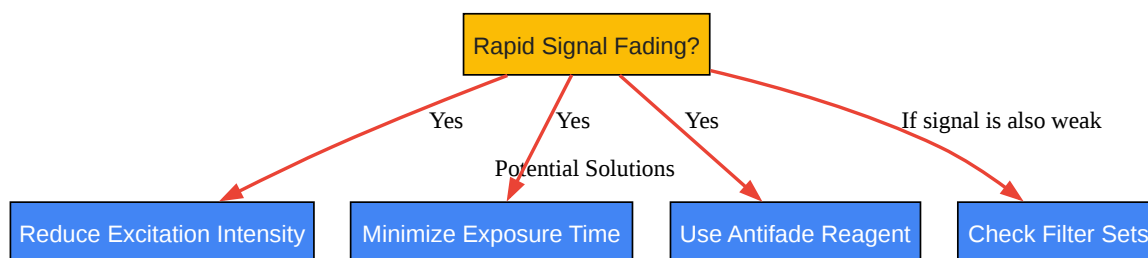 Rapid Signal Fading?
Yes
Yes
Yes
If signal is also weak
Potential Solutions
Reduce Excitation Intensity
Minimize Exposure Time
Use Antifade Reagent
Check Filter Sets